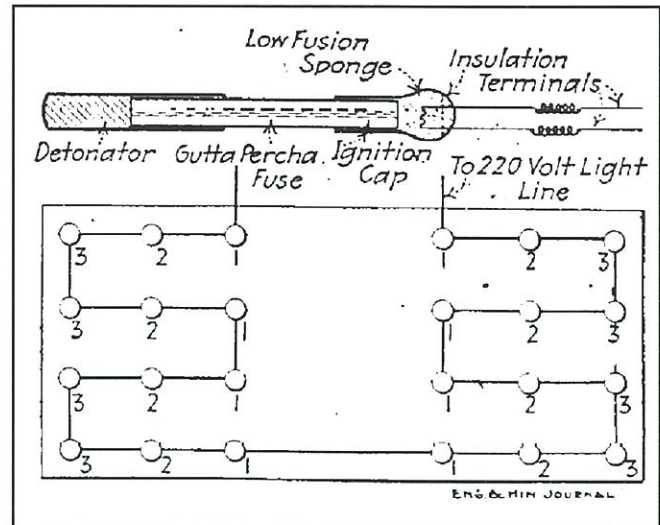 Low Fusion
Sponge
Insulation
Terminals
Detonator
Gutta Percha
Fuse
Ignition
Cap
To 220 Volt Light
Line
3 2 1 1 2 3
3 2 1 1 2 3
3 2 1 1 2 3
3 2 1 1 2 3
ENG. & MIN JOURNAL